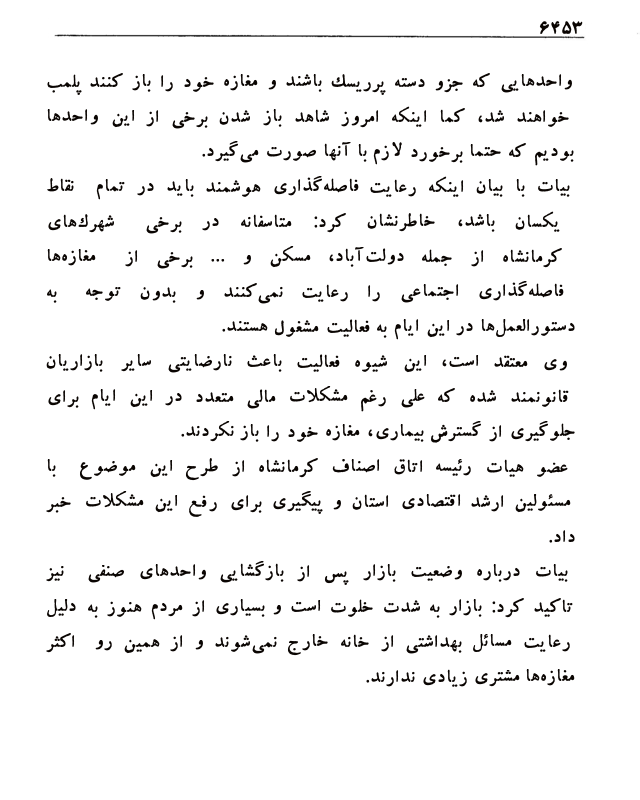 ۶۴۵۳
واحدهایی که جزو دسته پرریسك باشند و مغازه خود را باز کنند پلمب
خواهند شد، کما اینکه امروز شاهد باز شدن برخی از این واحدها
بودیم که حتما برخورد لازم با آنها صورت می‌گیرد.
بیات با بیان اینکه رعایت فاصله‌گذاری هوشمند باید در تمام نقاط
یکسان باشد، خاطرنشان کرد: متاسفانه در برخی شهرك‌های
کرمانشاه از جمله دولت‌آباد، مسکن و ... برخی از مغازه‌ها
فاصله‌گذاری اجتماعی را رعایت نمی‌کنند و بدون توجه به
دستورالعمل‌ها در این ایام به فعالیت مشغول هستند.
وی معتقد است، این شیوه فعالیت باعث نارضایتی سایر بازاریان
قانونمند شده که علی رغم مشکلات مالی متعدد در این ایام برای
جلوگیری از گسترش بیماری، مغازه خود را باز نکردند.
عضو هیات رئیسه اتاق اصناف کرمانشاه از طرح این موضوع با
مسئولین ارشد اقتصادی استان و پیگیری برای رفع این مشکلات خبر
داد.
بیات درباره وضعیت بازار پس از بازگشایی واحدهای صنفی نیز
تاکید کرد: بازار به شدت خلوت است و بسیاری از مردم هنوز به دلیل
رعایت مسائل بهداشتی از خانه خارج نمی‌شوند و از همین رو اکثر
مغازه‌ها مشتری زیادی ندارند.